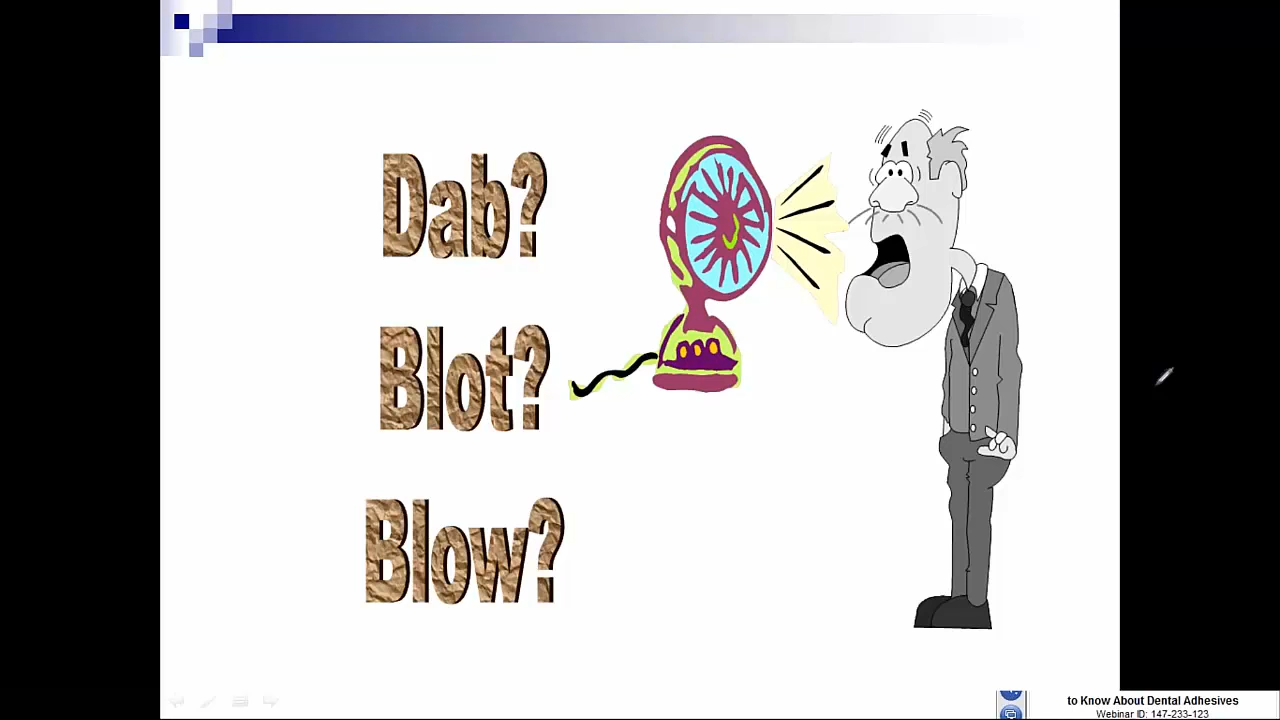 Dab?
Blot?
Blow?
to Know About Dental Adhesives
Webinar ID: 147-233-123